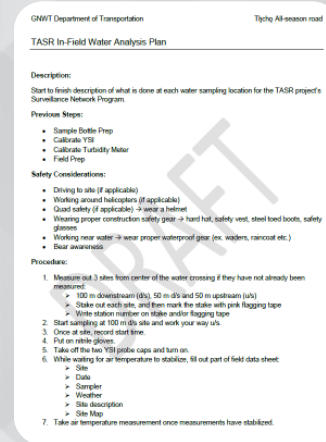 GNWT Department of Transportation Tłı̨chǫ All-season road
TASR In-Field Water Analysis Plan
Description:
Start to finish description of what is done at each water sampling location for the TASR project's
Surveillance Network Program.
Previous Steps:
• Sample Bottle Prep
• Calibrate YSI
• Calibrate Turbidity Meter
• Field Prep
Safety Considerations:
• Driving to site (if applicable)
• Working around helicopters (if applicable)
• Quad safety (if applicable) → wear a helmet
• Wearing proper construction safety gear → hard hat, safety vest, steel toed boots, safety
glasses
• Working near water → wear proper waterproof gear (ex. waders, raincoat etc.)
• Bear awareness
Procedure:
1. Measure out 3 sites from center of the water crossing if they have not already been
measured:
➢ 100 m downstream (d/s), 50 m d/s and 50 m upstream (u/s)
➢ Stake out each site, and then mark the stake with pink flagging tape
➢ Write station number on stake and/or flagging tape
2. Start sampling at 100 m d/s site and work your way u/s.
3. Once at site, record start time.
4. Put on nitrile gloves.
5. Take off the two YSI probe caps and turn on.
6. While waiting for air temperature to stabilize, fill out part of field data sheet:
➢ Site
➢ Date
➢ Sampler
➢ Weather
➢ Site description
➢ Site Map
7. Take air temperature measurement once measurements have stabilized.
DRAFT